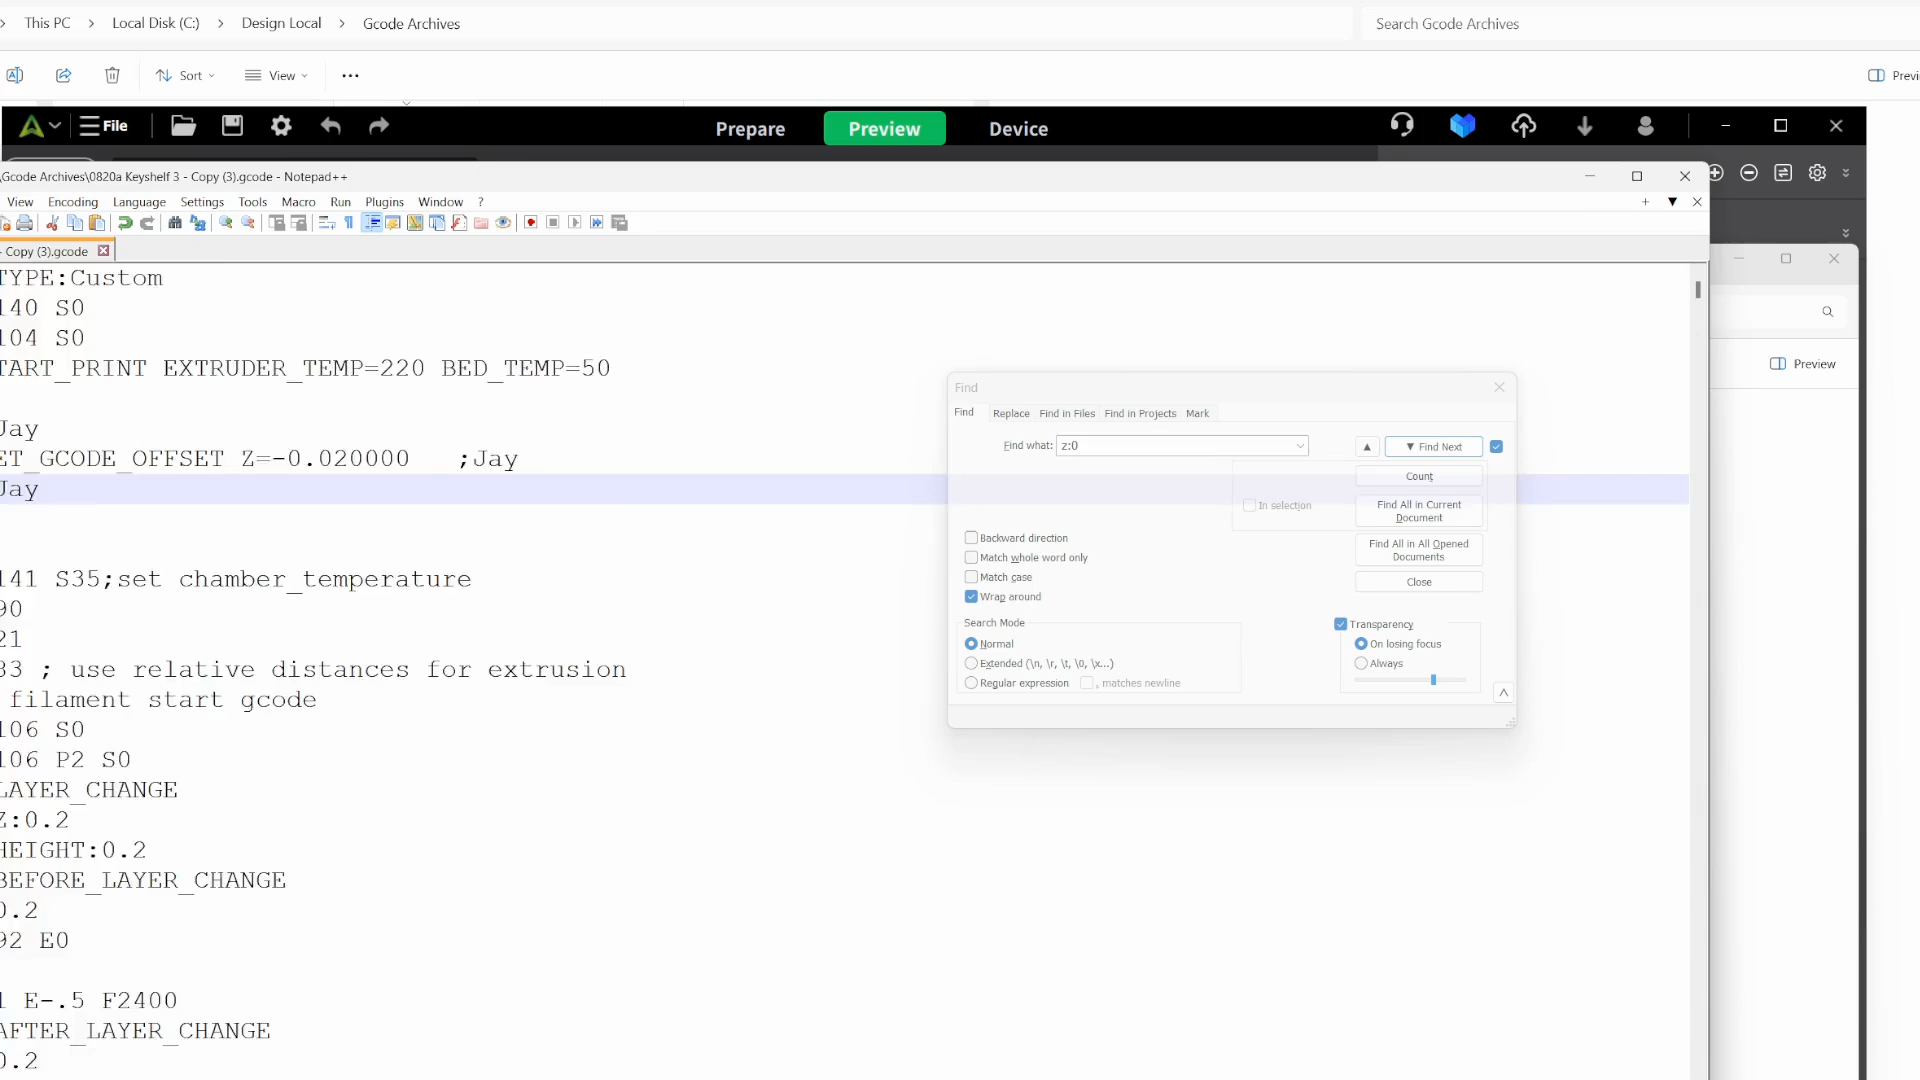 This PC > Local Disk (C:) > Design Local > Gcode Archives
Search Gcode Archives
Sort
View
File
Prepare
Preview
Device
\Gcode Archives\0820a Keyshelf 3 - Copy (3).gcode - Notepad++
View Encoding Language Settings Tools Macro Run Plugins Window ?
- Copy (3).gcode
TYPE:Custom
140 S0
104 S0
TART_PRINT EXTRUDER_TEMP=220 BED_TEMP=50
Jay
ET_GCODE_OFFSET Z=-0.020000 ;Jay
Jay
141 S35;set chamber_temperature
90
21
83 ; use relative distances for extrusion
filament start gcode
106 S0
106 P2 S0
LAYER_CHANGE
Z:0.2
HEIGHT:0.2
BEFORE_LAYER_CHANGE
0.2
92 E0
1 E-.5 F2400
AFTER_LAYER_CHANGE
0.2
Find
Find Replace Find in Files Find in Projects Mark
Find what: z:0
▲ ▼ Find Next
Count
In selection
Find All in Current
Document
Find All in All Opened
Documents
Close
Backward direction
Match whole word only
Match case
Wrap around
Search Mode
Normal
Extended (\n, \r, \t, \0, \x...)
Regular expression . matches newline
Transparency
On losing focus
Always
Preview